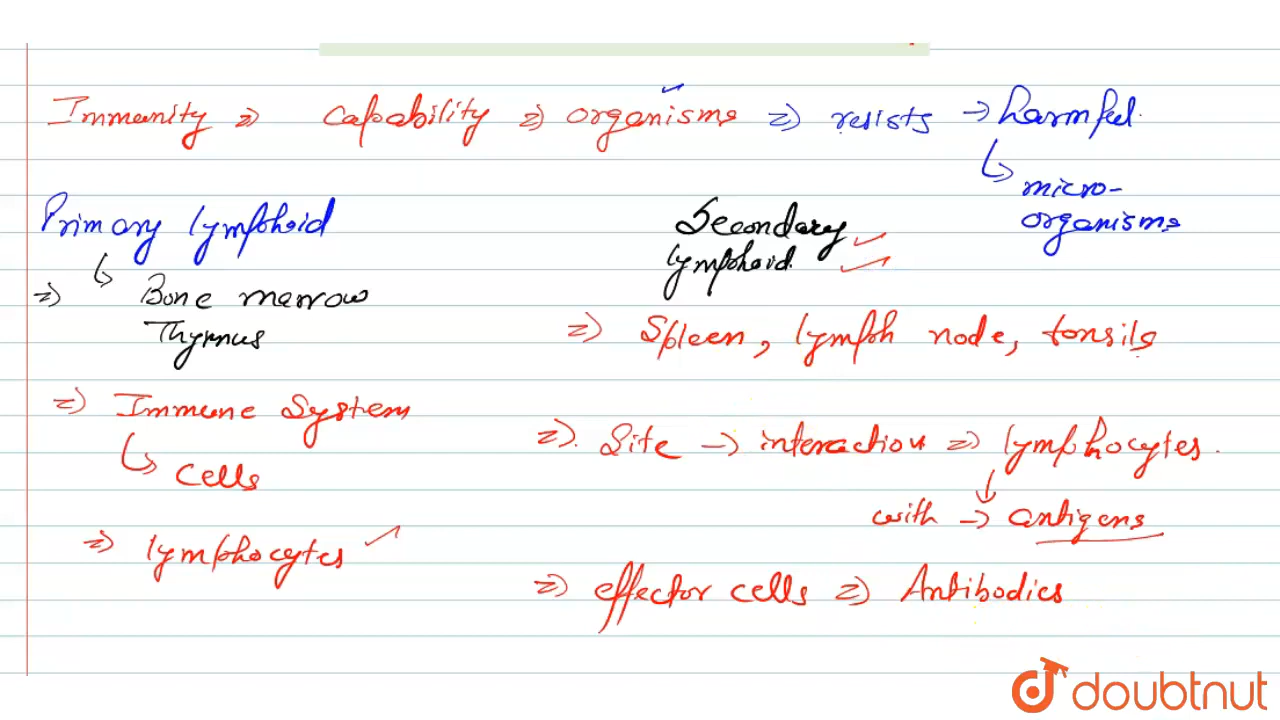 Immunity ⇒ capability ⇒ organisms ⇒ resists → harmful
↳ micro-
organisms
Primary lymphoid
↳
⇒ Bone marrow
Thymus
⇒ Immune System
↳ cells
⇒ lymphocytes ✓
Secondary ✓
lymphoid. ✓
⇒ Spleen, lymph node, tonsils
⇒ Site → interaction ⇒ lymphocytes.
↓
with → antigens
⇒ effector cells ⇒ Antibodies
doubtnut